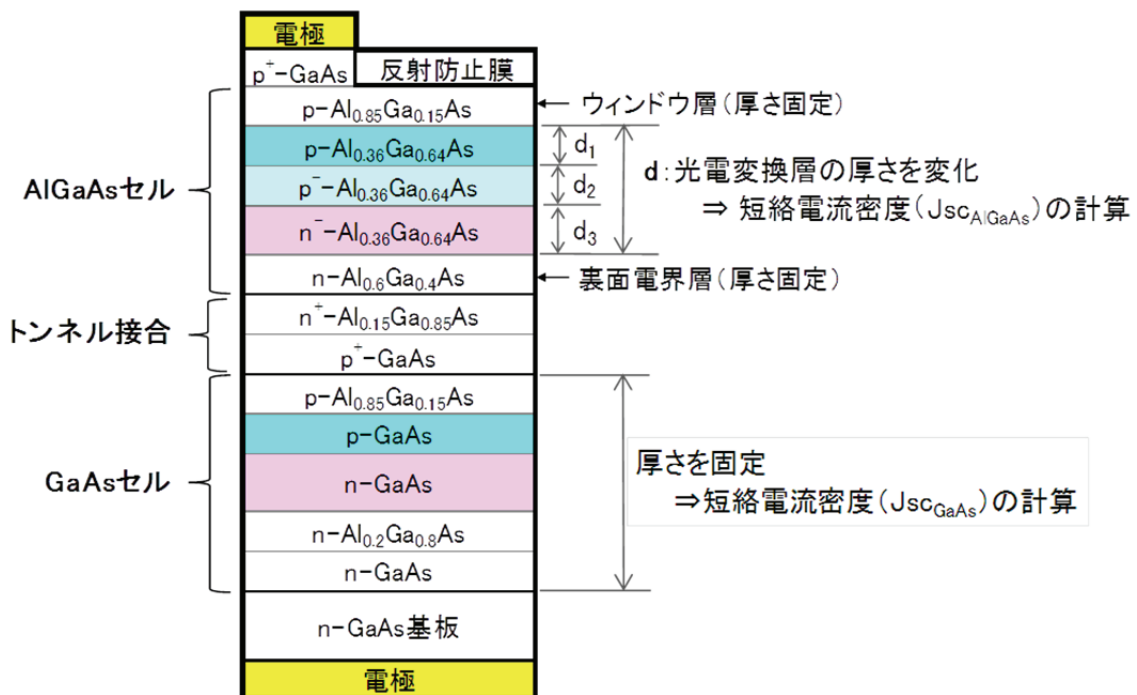 電極
p⁺-GaAs
反射防止膜
p-Al₀.₈₅Ga₀.₁₅As
p-Al₀.₃₆Ga₀.₆₄As
p⁻-Al₀.₃₆Ga₀.₆₄As
n⁻-Al₀.₃₆Ga₀.₆₄As
n-Al₀.₆Ga₀.₄As
n⁺-Al₀.₁₅Ga₀.₈₅As
p⁺-GaAs
p-Al₀.₈₅Ga₀.₁₅As
p-GaAs
n-GaAs
n-Al₀.₂Ga₀.₈As
n-GaAs
n-GaAs基板
電極
AlGaAsセル
トンネル接合
GaAsセル
ウィンドウ層(厚さ固定)
d₁
d₂
d₃
d:光電変換層の厚さを変化
⇒ 短絡電流密度(Jsc_AlGaAs)の計算
裏面電界層(厚さ固定)
厚さを固定
⇒短絡電流密度(Jsc_GaAs)の計算